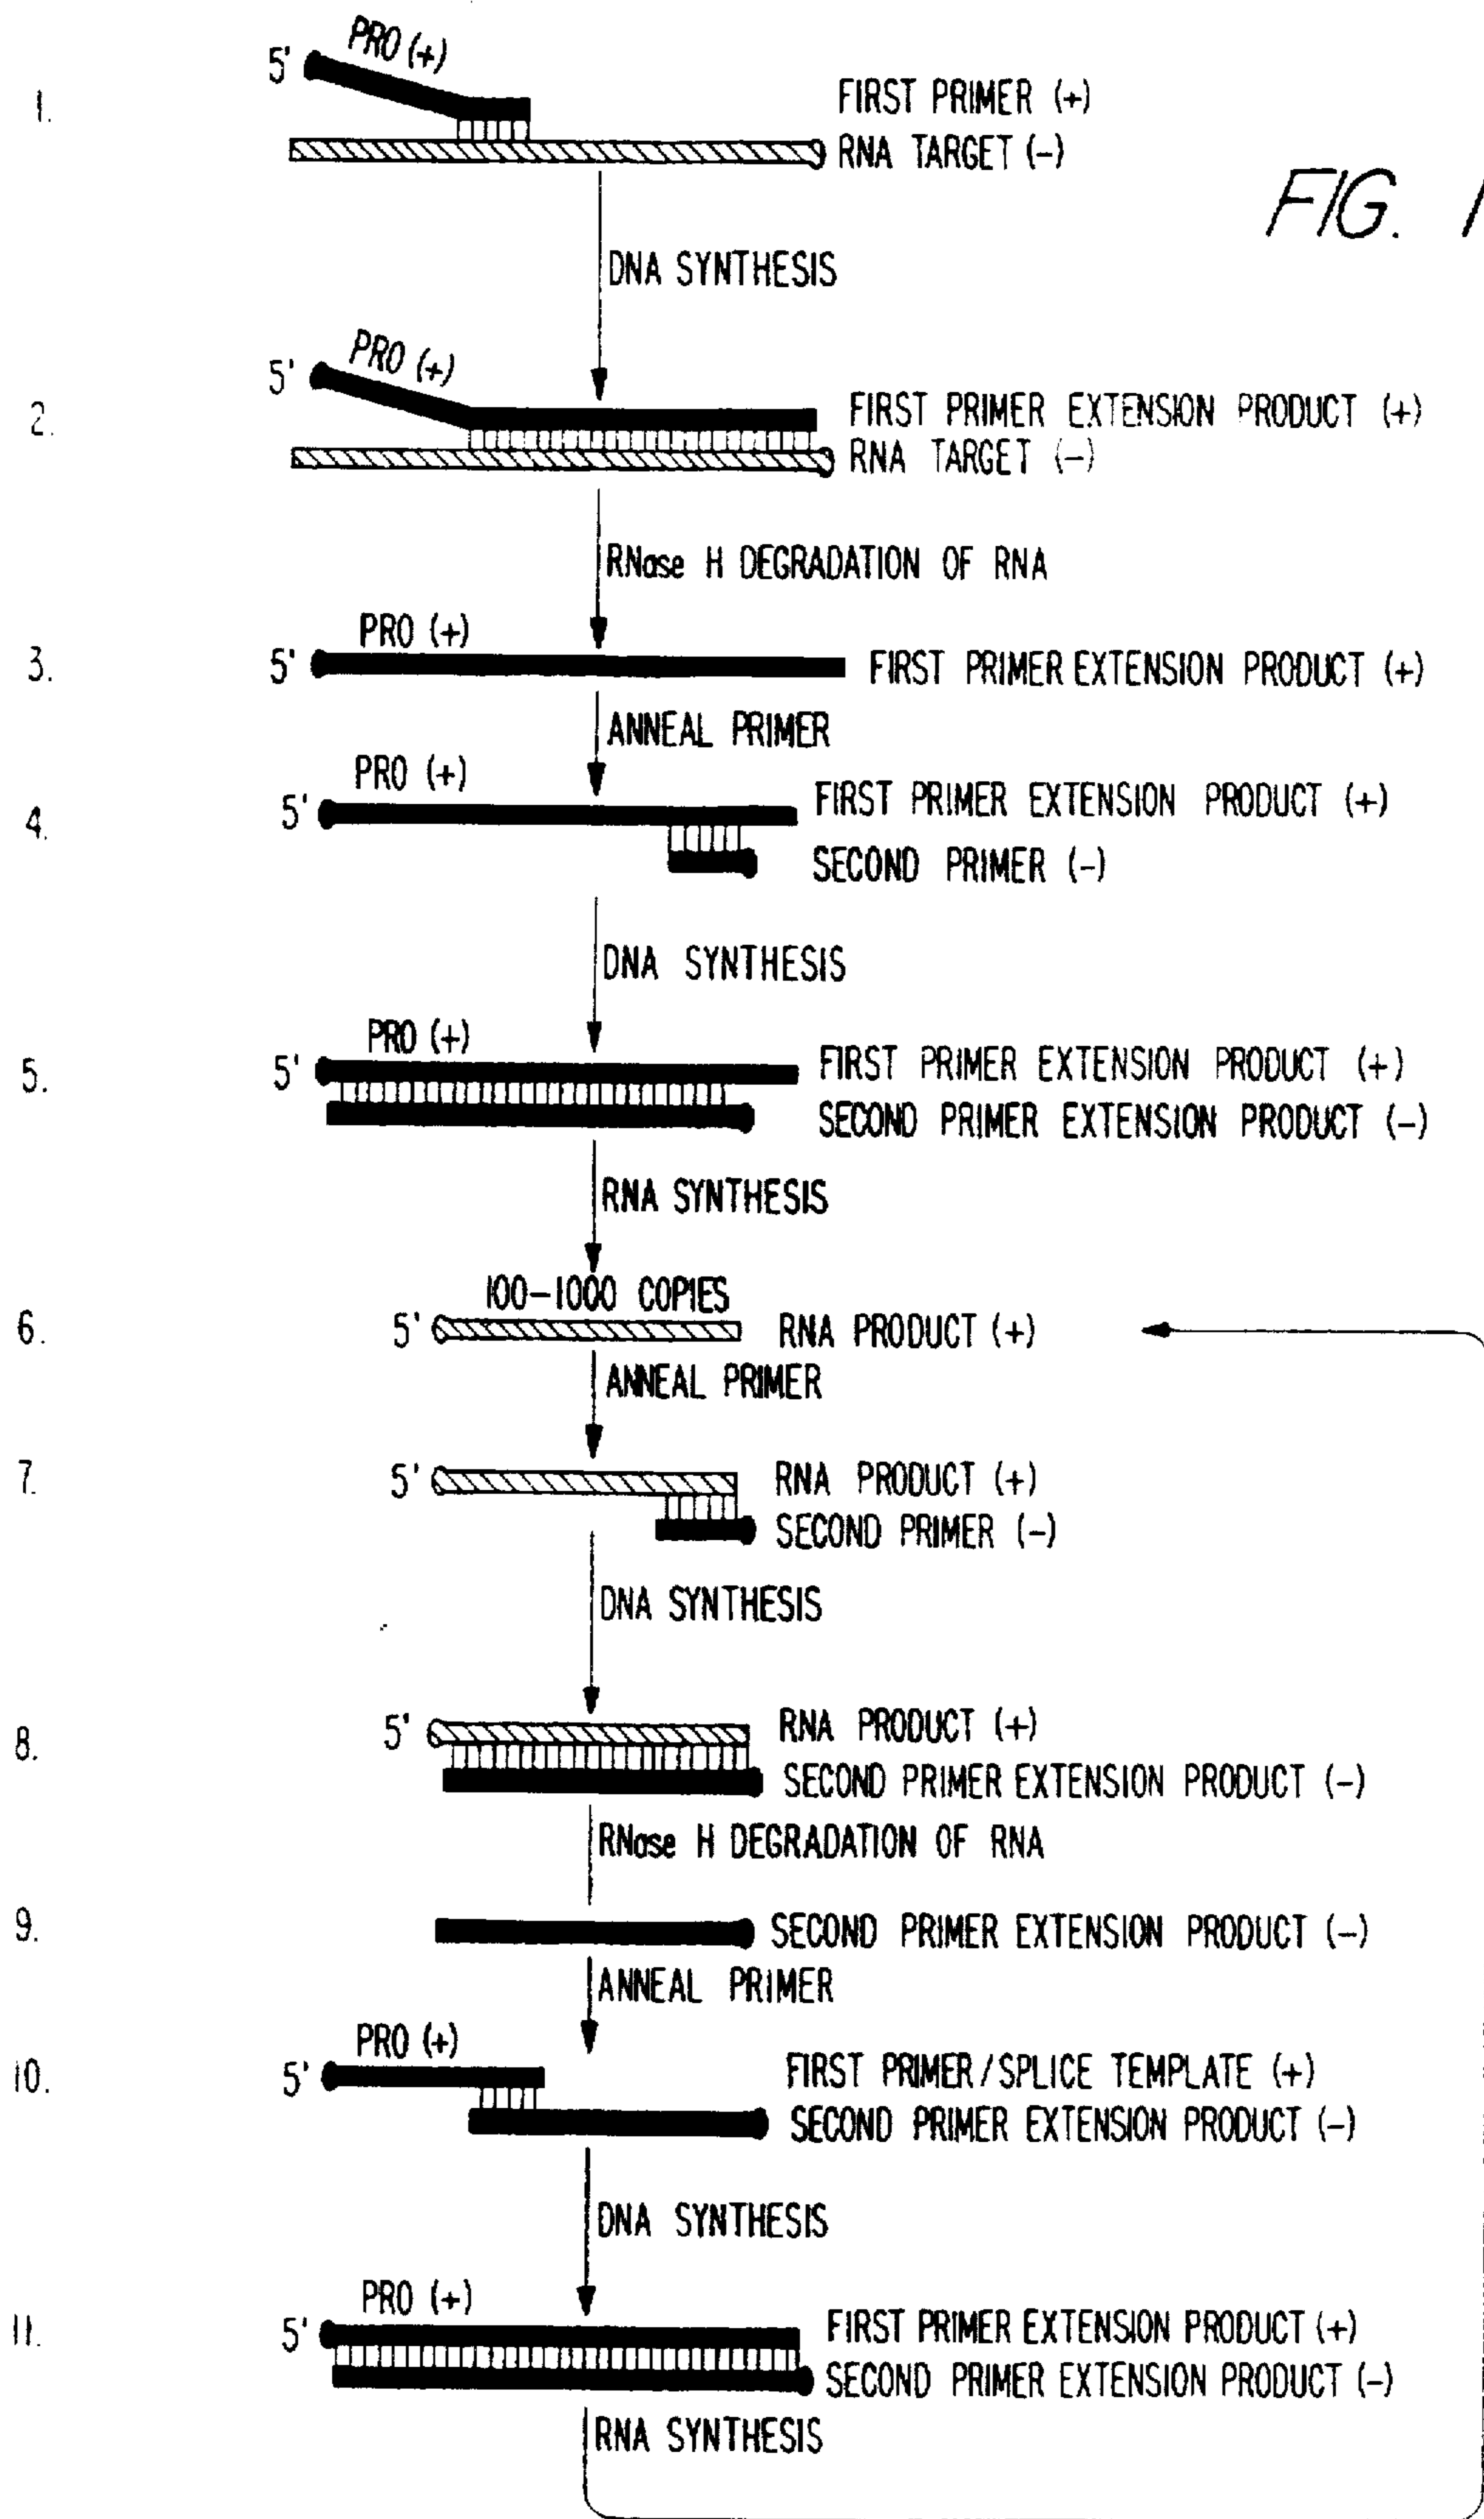 5' PRO (+)
1. FIRST PRIMER (+)
RNA TARGET (-)
FIG. 1
DNA SYNTHESIS
5' PRO (+)
2. FIRST PRIMER EXTENSION PRODUCT (+)
RNA TARGET (-)
RNase H DEGRADATION OF RNA
PRO (+)
3. 5' FIRST PRIMER EXTENSION PRODUCT (+)
ANNEAL PRIMER
PRO (+)
4. 5' FIRST PRIMER EXTENSION PRODUCT (+)
SECOND PRIMER (-)
DNA SYNTHESIS
PRO (+)
5. 5' FIRST PRIMER EXTENSION PRODUCT (+)
SECOND PRIMER EXTENSION PRODUCT (-)
RNA SYNTHESIS
100-1000 COPIES
6. 5' RNA PRODUCT (+)
ANNEAL PRIMER
7. 5' RNA PRODUCT (+)
SECOND PRIMER (-)
DNA SYNTHESIS
8. 5' RNA PRODUCT (+)
SECOND PRIMER EXTENSION PRODUCT (-)
RNase H DEGRADATION OF RNA
9. SECOND PRIMER EXTENSION PRODUCT (-)
ANNEAL PRIMER
PRO (+)
10. 5' FIRST PRIMER/SPLICE TEMPLATE (+)
SECOND PRIMER EXTENSION PRODUCT (-)
DNA SYNTHESIS
PRO (+)
11. 5' FIRST PRIMER EXTENSION PRODUCT (+)
SECOND PRIMER EXTENSION PRODUCT (-)
RNA SYNTHESIS